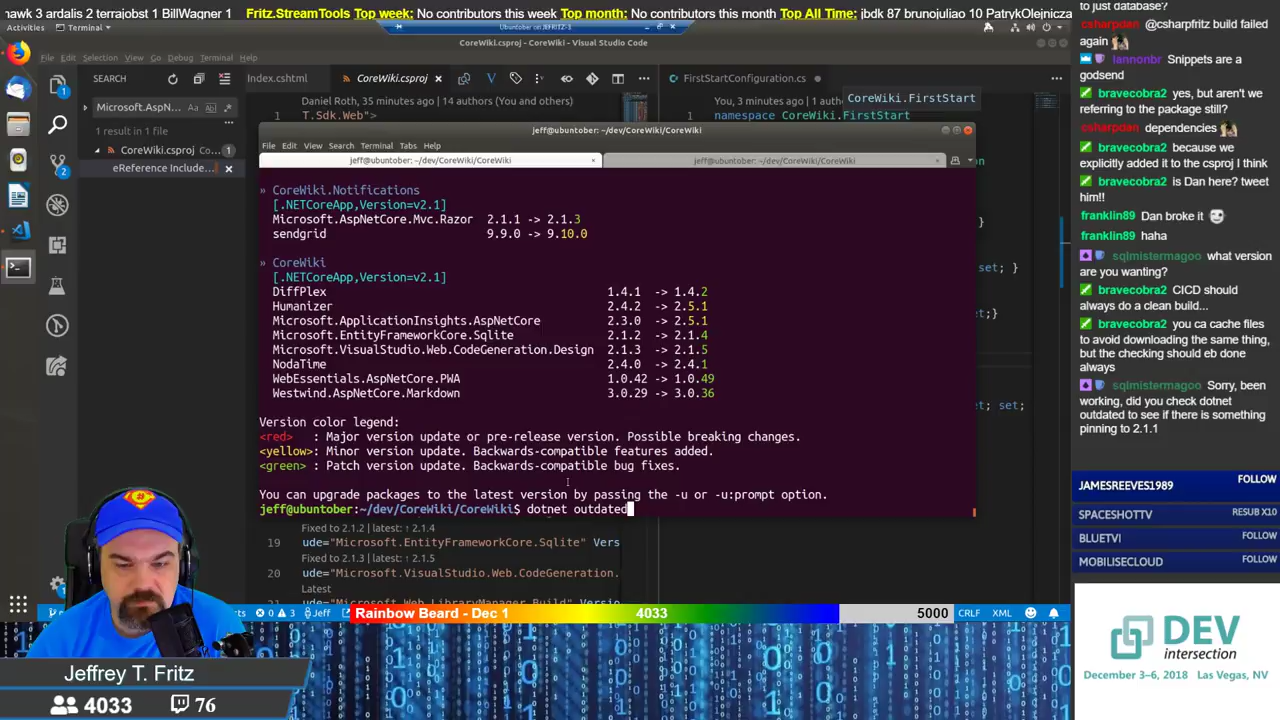 hawk 3 ardalis 2 terrajobst 1 BillWagner 1 Fritz.StreamTools Top week: No contributors this week Top month: No contributors this month Top All Time: jbdk 87 brunojuliao 10 PatrykOlejnicza
Activities Terminal Ubuntober on JEFFRITZ-3
CoreWiki.csproj - CoreWiki - Visual Studio Code
File Edit Selection View Go Debug Terminal Help
SEARCH
Index.cshtml
CoreWiki.csproj
FirstStartConfiguration.cs
Microsoft.AspN...
1 result in 1 file
CoreWiki.csproj 1
eReference Include...
Daniel Roth, 35 minutes ago | 14 authors (You and others)
T.Sdk.Web">
You, 3 minutes ago | 1 autho
CoreWiki.FirstStart
1 namespace CoreWiki.FirstStart
jeff@ubuntober: ~/dev/CoreWiki/CoreWiki
File Edit View Search Terminal Tabs Help
jeff@ubuntober: ~/dev/CoreWiki/CoreWiki
jeff@ubuntober: ~/dev/CoreWiki/CoreWiki
» CoreWiki.Notifications
[.NETCoreApp,Version=v2.1]
Microsoft.AspNetCore.Mvc.Razor 2.1.1 -> 2.1.3
sendgrid 9.9.0 -> 9.10.0
» CoreWiki
[.NETCoreApp,Version=v2.1]
DiffPlex 1.4.1 -> 1.4.2
Humanizer 2.4.2 -> 2.5.1
Microsoft.ApplicationInsights.AspNetCore 2.3.0 -> 2.5.1
Microsoft.EntityFrameworkCore.Sqlite 2.1.2 -> 2.1.4
Microsoft.VisualStudio.Web.CodeGeneration.Design 2.1.3 -> 2.1.5
NodaTime 2.4.0 -> 2.4.1
WebEssentials.AspNetCore.PWA 1.0.42 -> 1.0.49
Westwind.AspNetCore.Markdown 3.0.29 -> 3.0.36
Version color legend:
<red> : Major version update or pre-release version. Possible breaking changes.
<yellow>: Minor version update. Backwards-compatible features added.
<green> : Patch version update. Backwards-compatible bug fixes.
You can upgrade packages to the latest version by passing the -u or -u:prompt option.
jeff@ubuntober:~/dev/CoreWiki/CoreWiki$ dotnet outdated
set; }
;}
et; set;
Fixed to 2.1.2 | latest: ↑ 2.1.4
19 ude="Microsoft.EntityFrameworkCore.Sqlite" Vers
Fixed to 2.1.3 | latest: ↑ 2.1.5
20 ude="Microsoft.VisualStudio.Web.CodeGeneration.
Latest
0 3 Jeff
Rainbow Beard - Dec 1 4033 5000
CRLF XML
to just database?
csharpdan @csharpfritz build failed
again
lannonbr Snippets are a
godsend
bravecobra2 yes, but aren't we
referring to the package still?
csharpdan dependencies
bravecobra2 because we
explicitly added it to the csproj I think
bravecobra2 is Dan here? tweet
him!!
franklin89 Dan broke it
franklin89 haha
sqlmistermagoo what version
are you wanting?
bravecobra2 CICD should
always do a clean build...
bravecobra2 you ca cache files
to avoid downloading the same thing,
but the checking should eb done
always
sqlmistermagoo Sorry, been
working, did you check dotnet
outdated to see if there is something
pinning to 2.1.1
JAMESREEVES1989
SPACESHOTTV RESUB X10
BLUETVI FOLLOW
MOBILISECLOUD FOLLOW
DEV
intersection
December 3-6, 2018 Las Vegas, NV
Jeffrey T. Fritz
4033 76